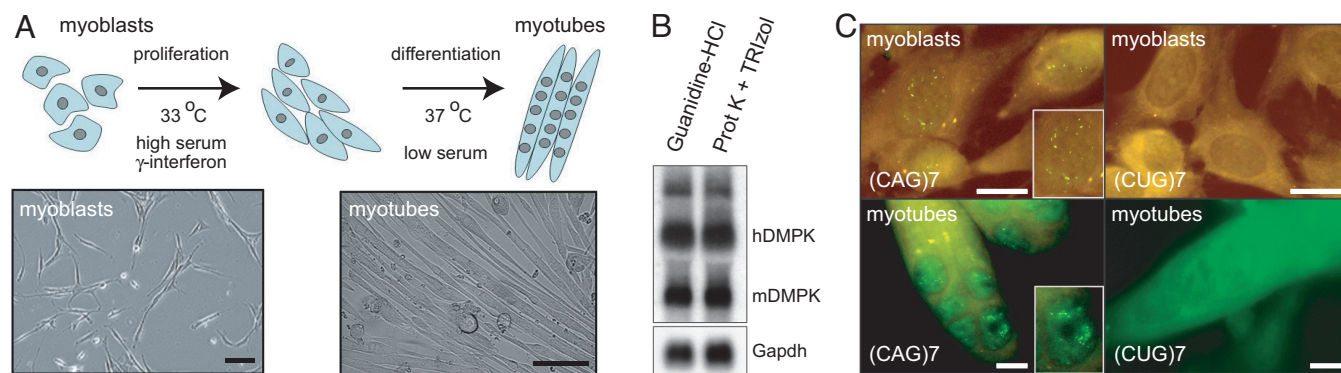 A
myoblasts
myotubes
proliferation
33 °C
high serum
γ-interferon
differentiation
37 °C
low serum
myoblasts
myotubes
B
Guanidine-HCl
Prot K + TRIzol
hDMPK
mDMPK
Gapdh
C
myoblasts
(CAG)7
myoblasts
(CUG)7
myotubes
(CAG)7
myotubes
(CUG)7